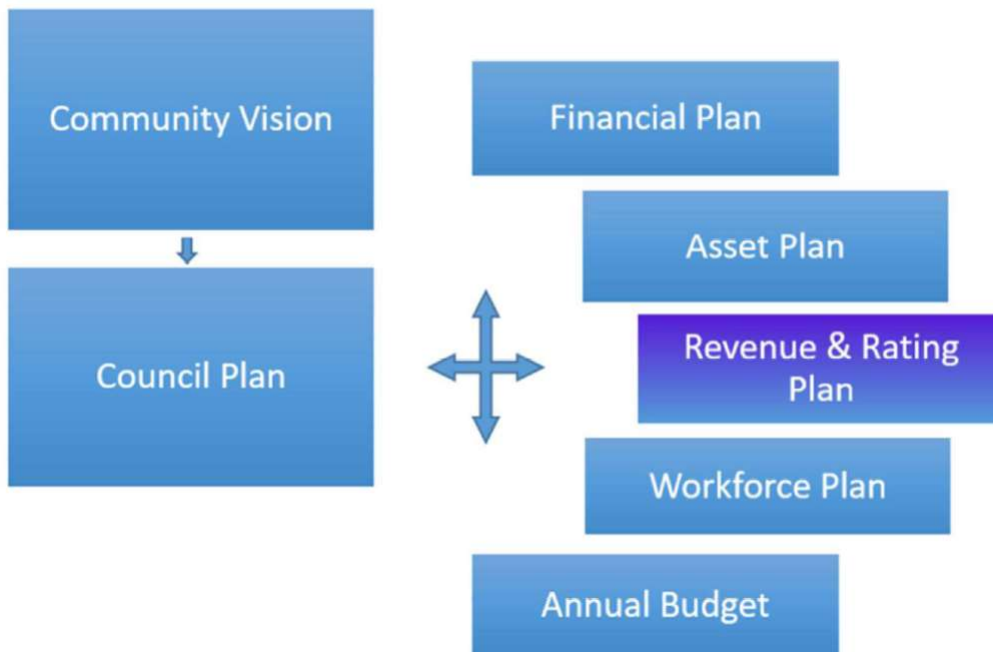 Community Vision
Council Plan
Financial Plan
Asset Plan
Revenue & Rating
Plan
Workforce Plan
Annual Budget